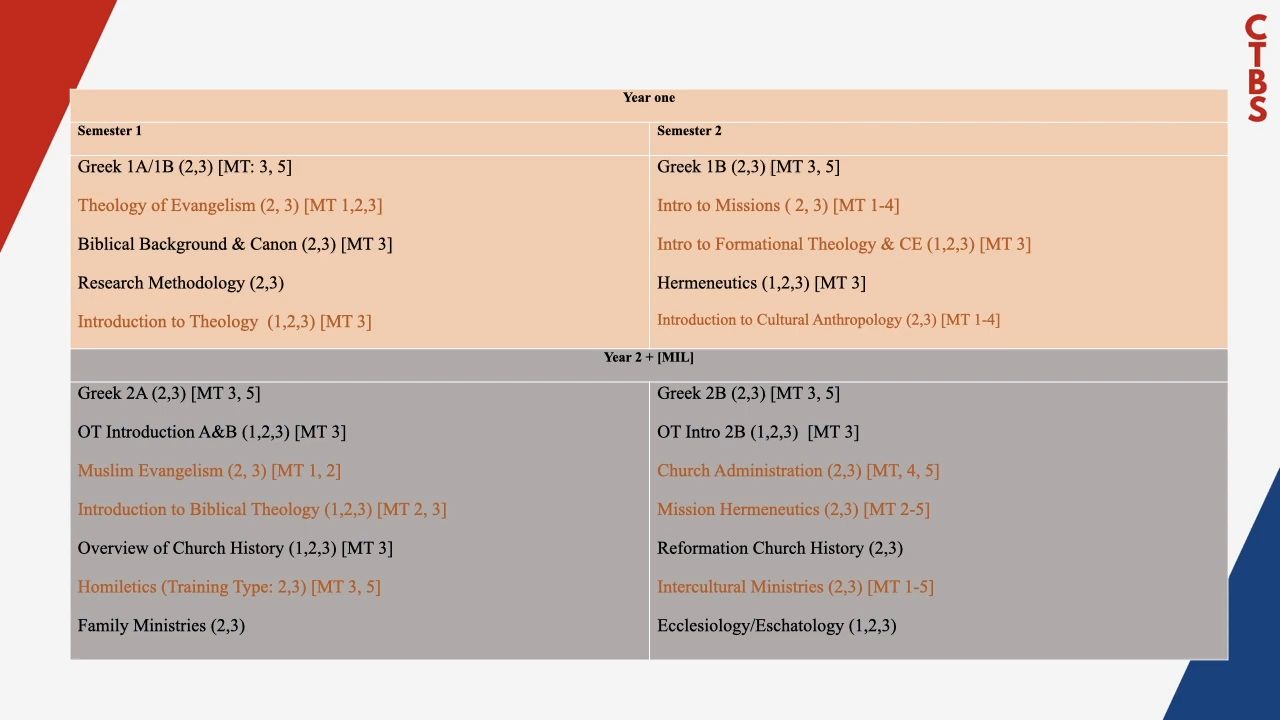 C
T
B
S
Year one
Semester 1
Semester 2
Greek 1A/1B (2,3) [MT: 3, 5]
Theology of Evangelism (2, 3) [MT 1,2,3]
Biblical Background & Canon (2,3) [MT 3]
Research Methodology (2,3)
Introduction to Theology  (1,2,3) [MT 3]
Greek 1B (2,3) [MT 3, 5]
Intro to Missions ( 2, 3) [MT 1-4]
Intro to Formational Theology & CE (1,2,3) [MT 3]
Hermeneutics (1,2,3) [MT 3]
Introduction to Cultural Anthropology (2,3) [MT 1-4]
Year 2 + [MIL]
Greek 2A (2,3) [MT 3, 5]
OT Introduction A&B (1,2,3) [MT 3]
Muslim Evangelism (2, 3) [MT 1, 2]
Introduction to Biblical Theology (1,2,3) [MT 2, 3]
Overview of Church History (1,2,3) [MT 3]
Homiletics (Training Type: 2,3) [MT 3, 5]
Family Ministries (2,3)
Greek 2B (2,3) [MT 3, 5]
OT Intro 2B (1,2,3)  [MT 3]
Church Administration (2,3) [MT, 4, 5]
Mission Hermeneutics (2,3) [MT 2-5]
Reformation Church History (2,3)
Intercultural Ministries (2,3) [MT 1-5]
Ecclesiology/Eschatology (1,2,3)